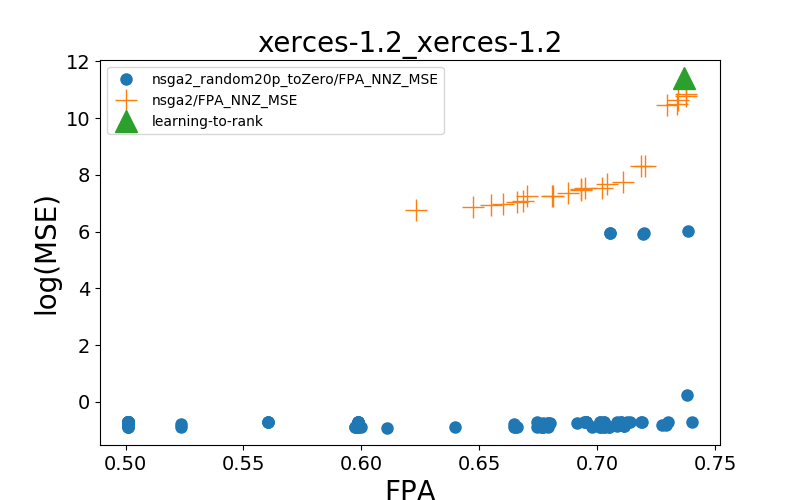 xerces-1.2_xerces-1.2
nsga2_random20p_toZero/FPA_NNZ_MSE
nsga2/FPA_NNZ_MSE
learning-to-rank
log(MSE)
12
10
8
6
4
2
0
0.50 0.55 0.60 0.65 0.70 0.75
FPA